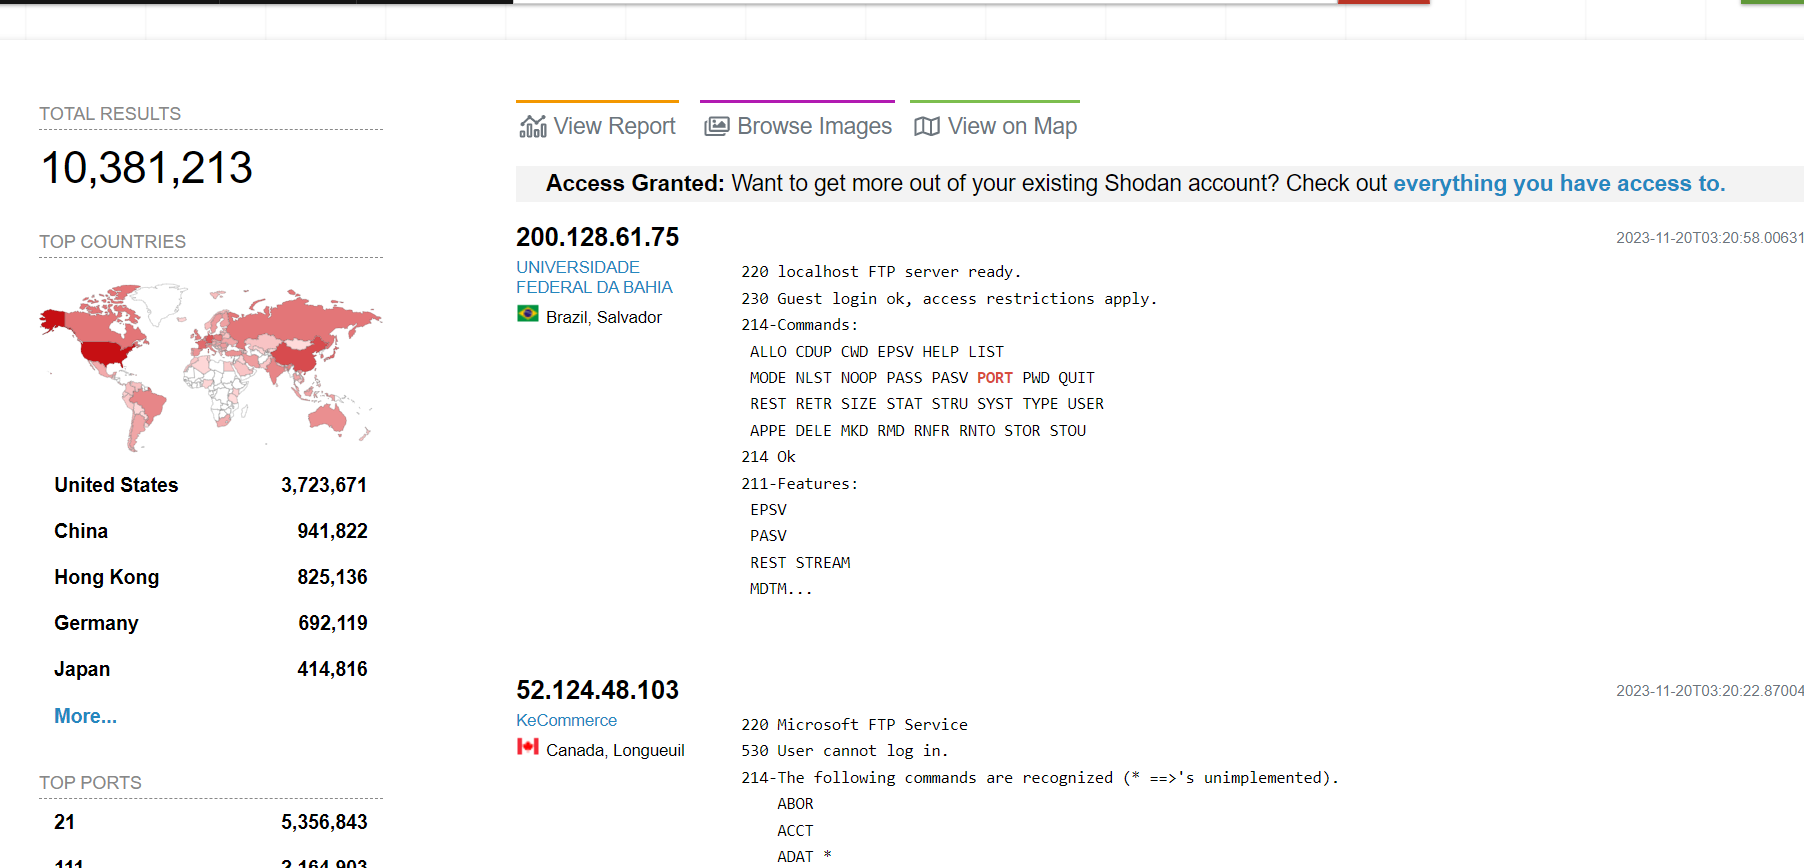 TOTAL RESULTS
10,381,213
TOP COUNTRIES
United States 3,723,671
China 941,822
Hong Kong 825,136
Germany 692,119
Japan 414,816
More...
TOP PORTS
21 5,356,843
111 2,164,903
View Report Browse Images View on Map
Access Granted: Want to get more out of your existing Shodan account? Check out everything you have access to.
200.128.61.75
2023-11-20T03:20:58.00631
UNIVERSIDADE
FEDERAL DA BAHIA
Brazil, Salvador
220 localhost FTP server ready.
230 Guest login ok, access restrictions apply.
214-Commands:
ALLO CDUP CWD EPSV HELP LIST
MODE NLST NOOP PASS PASV PORT PWD QUIT
REST RETR SIZE STAT STRU SYST TYPE USER
APPE DELE MKD RMD RNFR RNTO STOR STOU
214 Ok
211-Features:
EPSV
PASV
REST STREAM
MDTM...
52.124.48.103
2023-11-20T03:20:22.87004
KeCommerce
Canada, Longueuil
220 Microsoft FTP Service
530 User cannot log in.
214-The following commands are recognized (* ==>'s unimplemented).
ABOR
ACCT
ADAT *